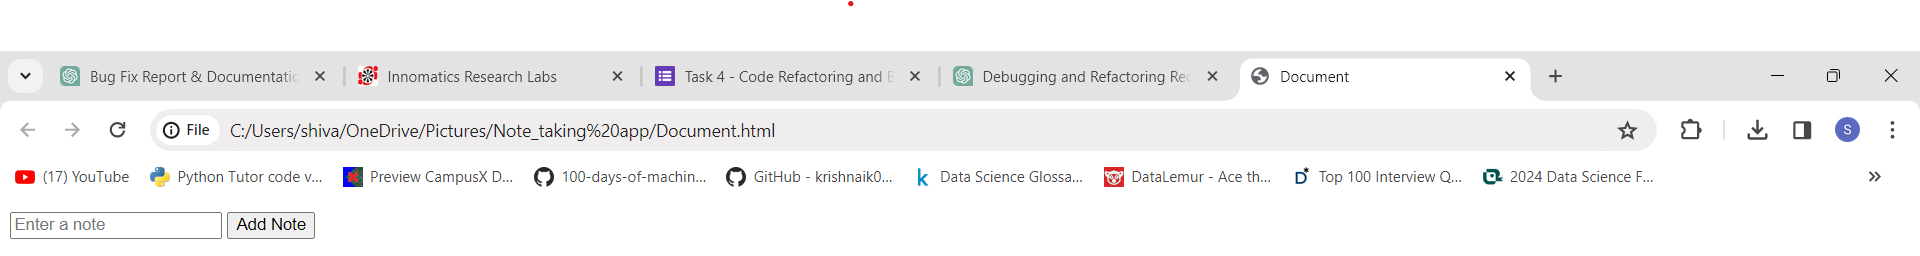 Bug Fix Report & Documentatic Innomatics Research Labs Task 4 - Code Refactoring and B Debugging and Refactoring Rec Document
File C:/Users/shiva/OneDrive/Pictures/Note_taking%20app/Document.html S
(17) YouTube Python Tutor code v... Preview CampusX D... 100-days-of-machin... GitHub - krishnaik0... Data Science Glossa... DataLemur - Ace th... Top 100 Interview Q... 2024 Data Science F...
Enter a note Add Note